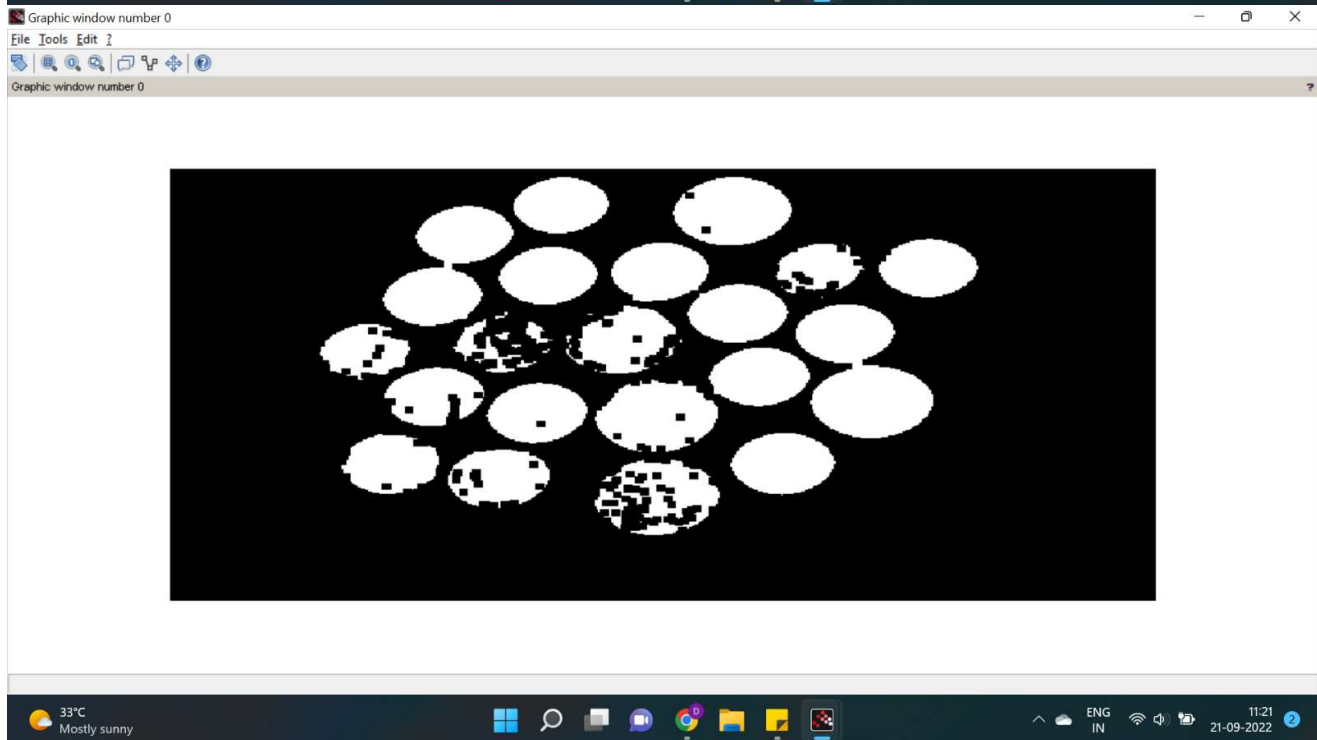 Graphic window number 0
File Tools Edit ?
Graphic window number 0 ?
33°C
Mostly sunny
ENG
IN
11:21
21-09-2022
2